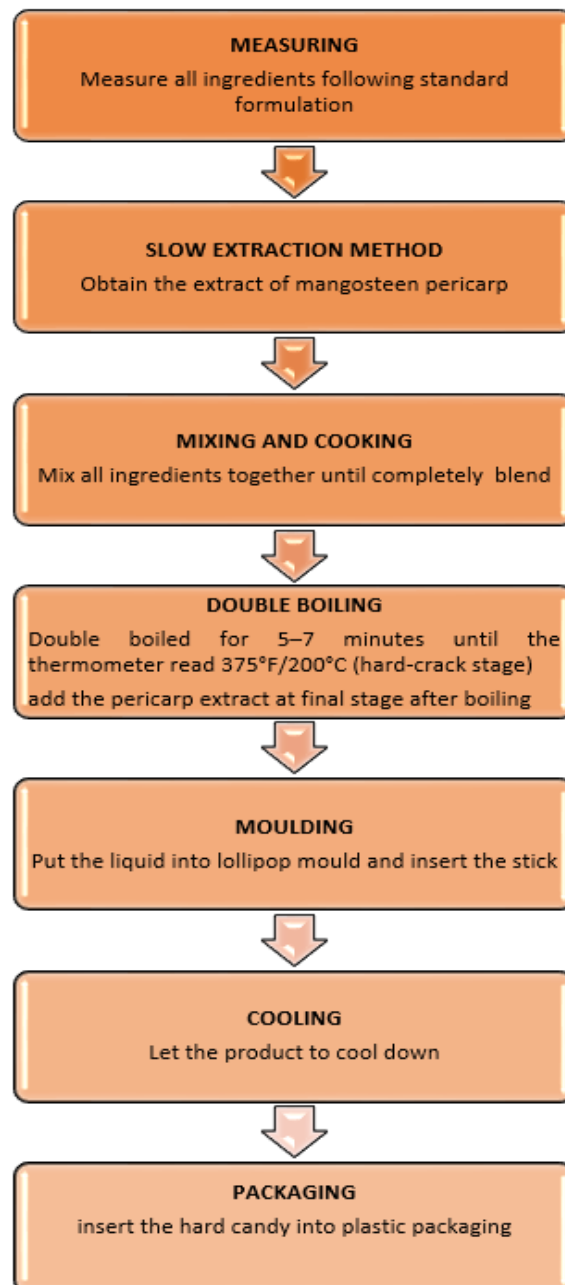 MEASURING
Measure all ingredients following standard
formulation
SLOW EXTRACTION METHOD
Obtain the extract of mangosteen pericarp
MIXING AND COOKING
Mix all ingredients together until completely blend
DOUBLE BOILING
Double boiled for 5–7 minutes until the
thermometer read 375°F/200°C (hard-crack stage)
add the pericarp extract at final stage after boiling
MOULDING
Put the liquid into lollipop mould and insert the stick
COOLING
Let the product to cool down
PACKAGING
insert the hard candy into plastic packaging